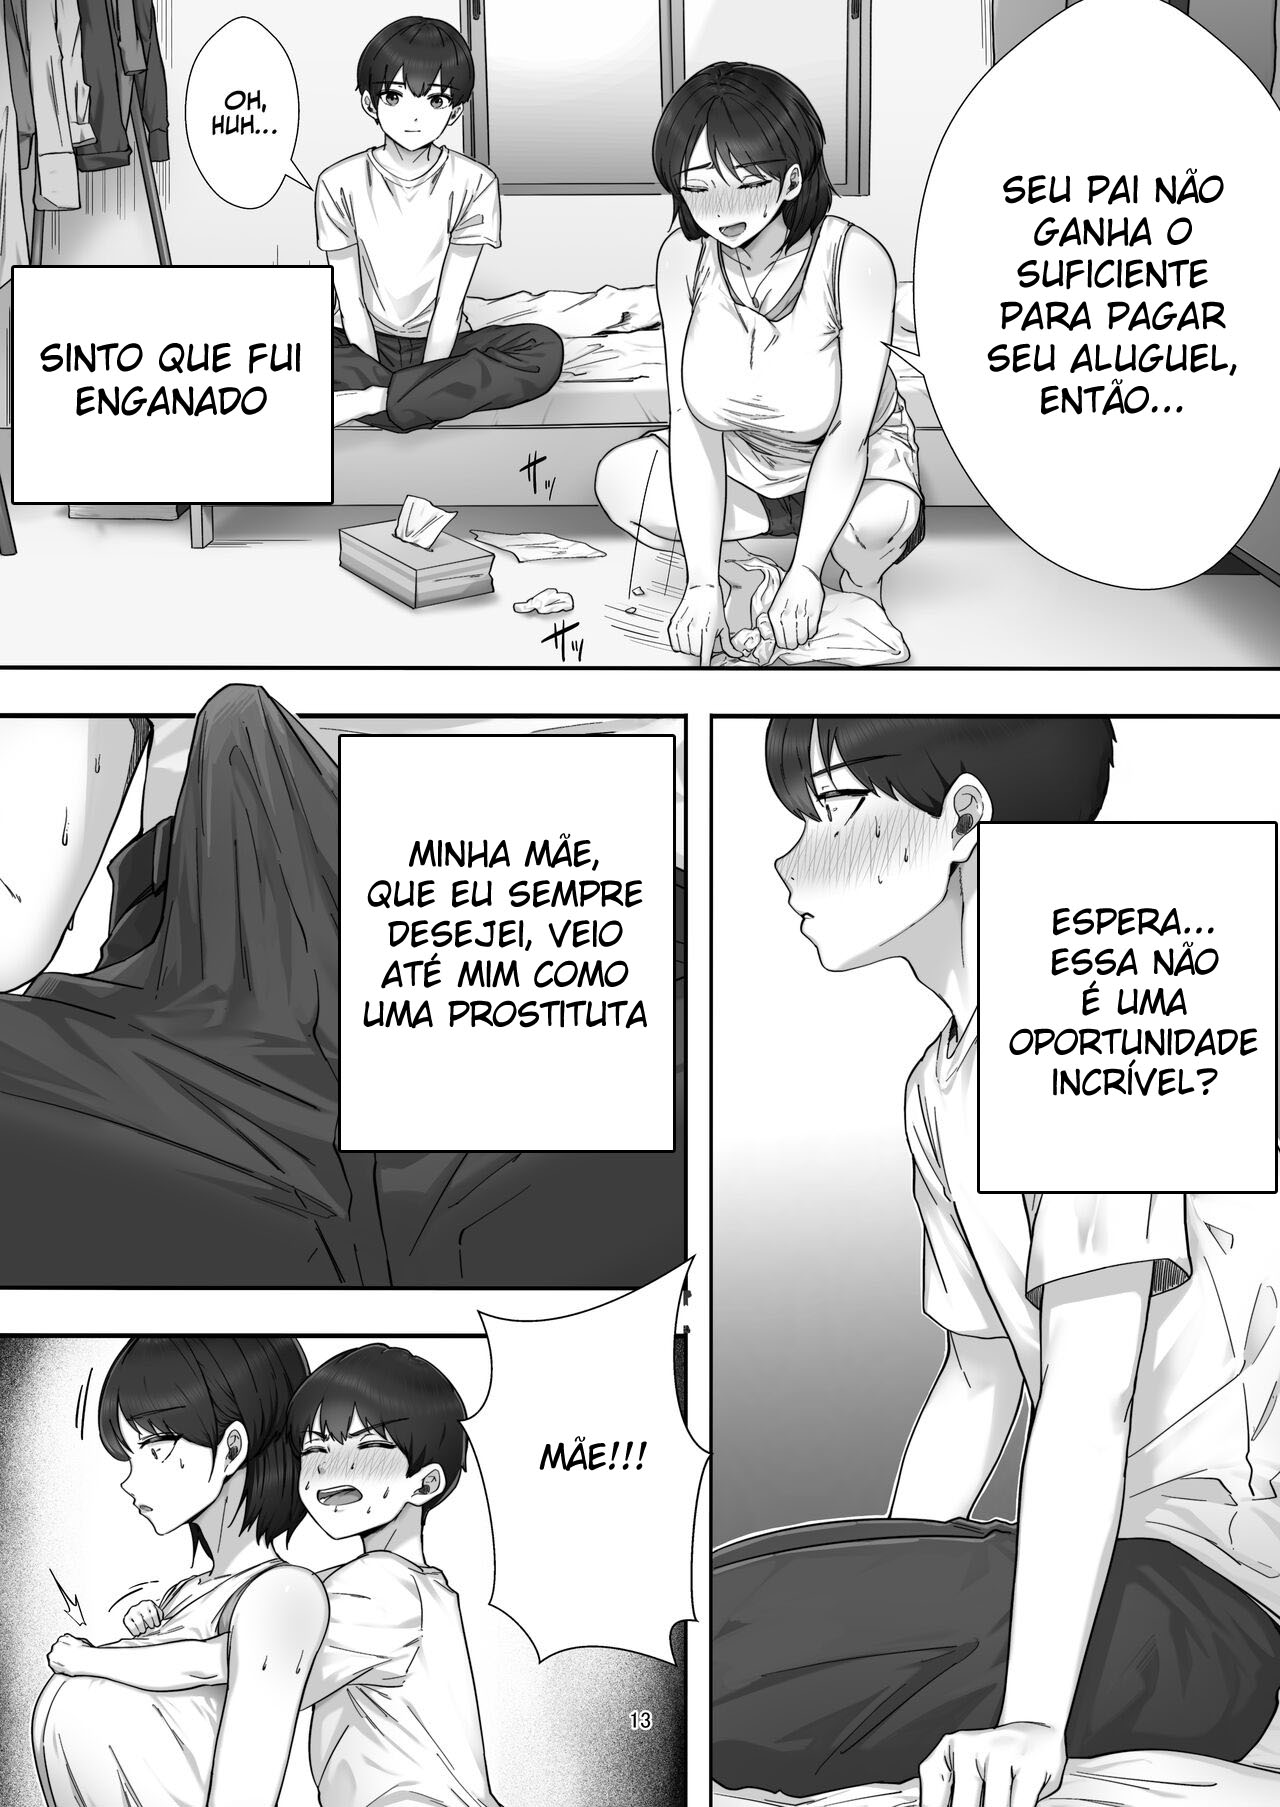 SEU PAI NÃO
GANHA O
SUFICIENTE
PARA PAGAR
SEU ALUGUEL,
ENTÃO...
OH,
HUH...
SINTO QUE FUI
ENGANADO
ESPERA...
ESSA NÃO
É UMA
OPORTUNIDADE
INCRÍVEL?
MINHA MÃE,
QUE EU SEMPRE
DESEJEI, VEIO
ATÉ MIM COMO
UMA PROSTITUTA
MÃE!!!
13